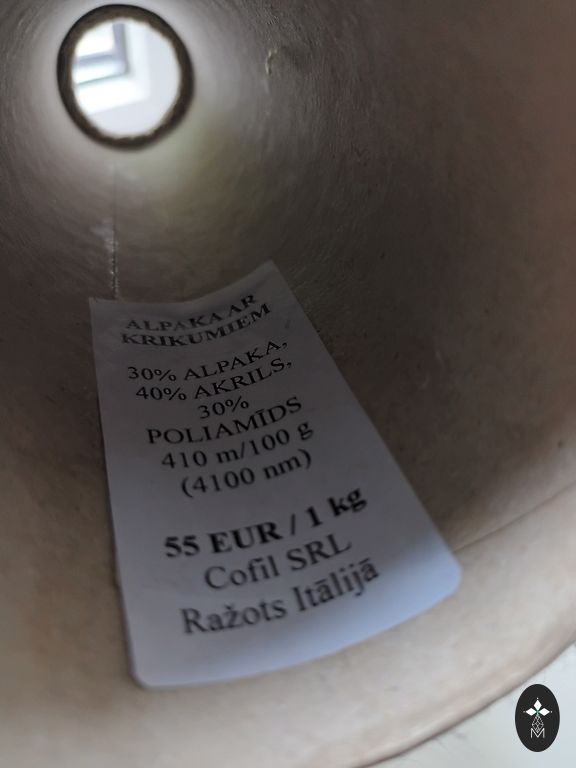 ALPAKA AR
KRIKUMIEM
30% ALPAKA,
40% AKRILS,
30%
POLIAMĪDS
410 m/100 g
(4100 nm)
55 EUR / 1 kg
Cofil SRL
Ražots Itālijā